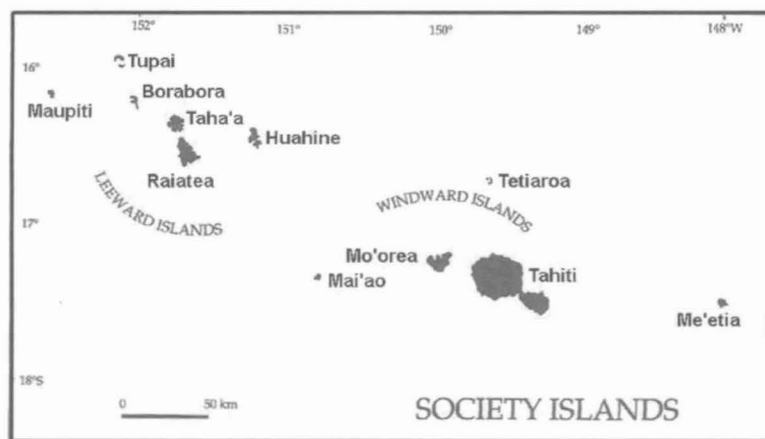 152°
151°
150°
149°
148°W
16°
Tupai
Borabora
Maupiti
Taha'a
Huahine
Raiatea
Tetiaroa
LEEWARD ISLANDS
WINDWARD ISLANDS
17°
Mo'orea
Mai'ao
Tahiti
Me'etia
18°S
0 50 km
SOCIETY ISLANDS